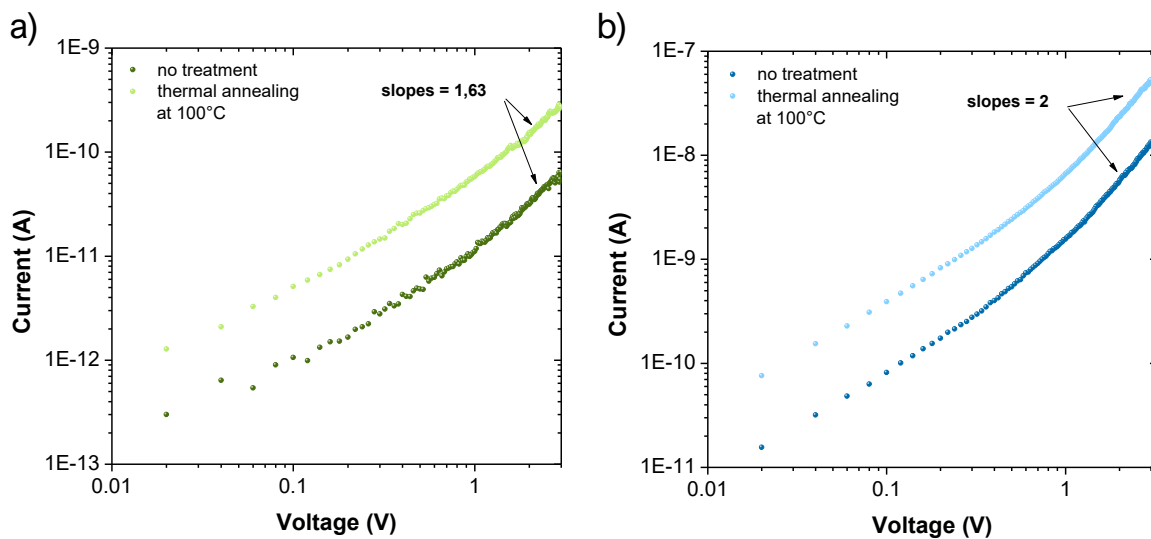 a)
1E-9
no treatment
thermal annealing
at 100°C
slopes = 1,63
1E-10
1E-11
1E-12
1E-13
0.01
0.1
1
Current (A)
Voltage (V)
b)
1E-7
no treatment
thermal annealing
at 100°C
slopes = 2
1E-8
1E-9
1E-10
1E-11
0.01
0.1
1
Current (A)
Voltage (V)